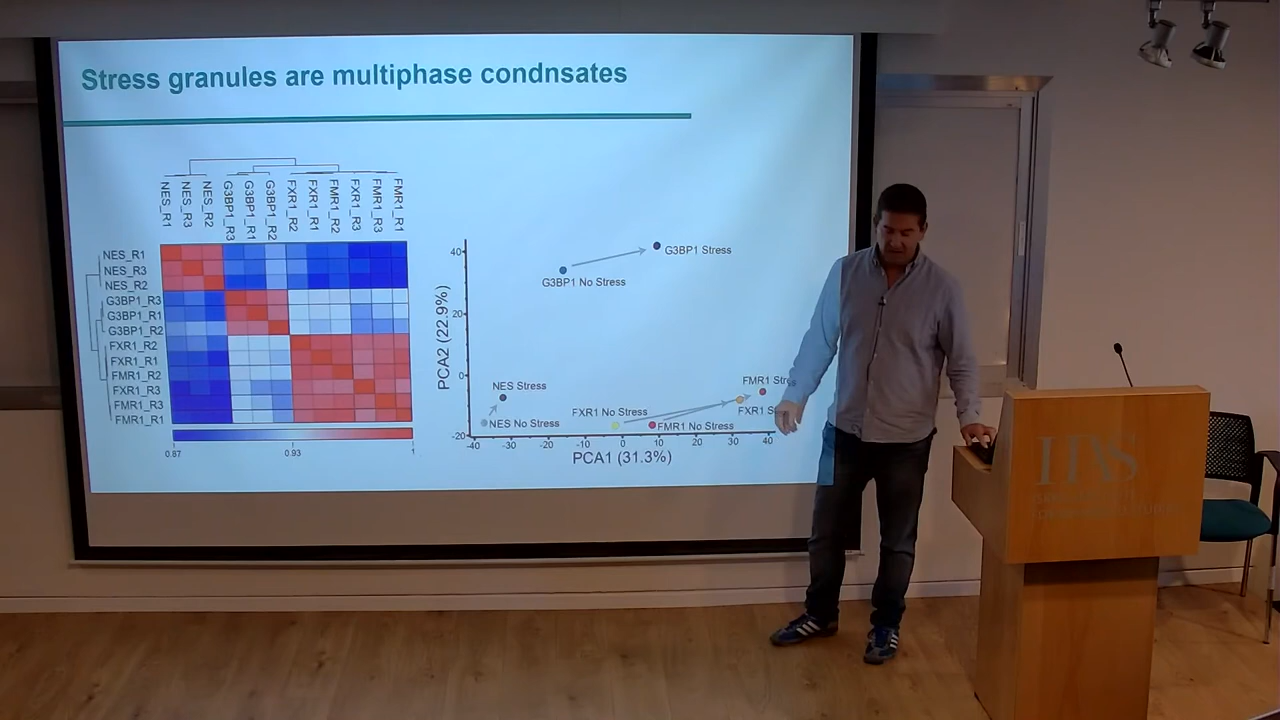 Stress granules are multiphase condnsates
NES_R1
NES_R3
NES_R2
G3BP1_R3
G3BP1_R1
G3BP1_R2
FXR1_R2
FXR1_R1
FMR1_R2
FXR1_R3
FMR1_R3
FMR1_R1
NES_R1
NES_R3
NES_R2
G3BP1_R3
G3BP1_R1
G3BP1_R2
FXR1_R2
FXR1_R1
FMR1_R2
FXR1_R3
FMR1_R3
FMR1_R1
0.87
0.93
1
PCA2 (22.9%)
40
20
0
-20
G3BP1 Stress
G3BP1 No Stress
NES Stress
NES No Stress
FXR1 No Stress
FMR1 No Stress
FMR1 Stres
FXR1 S
-40
-30
-20
-10
0
10
20
30
40
PCA1 (31.3%)
IIAS